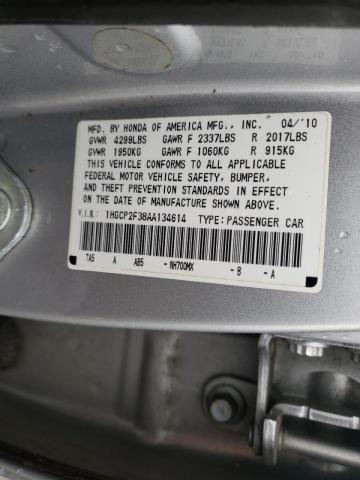 MFD. BY HONDA OF AMERICA MFG., INC. 04/'10
GVWR 4299LBS GAWR F 2337LBS R 2017LBS
GVWR 1950KG GAWR F 1060KG R 915KG
THIS VEHICLE CONFORMS TO ALL APPLICABLE
FEDERAL MOTOR VEHICLE SAFETY, BUMPER,
AND THEFT PREVENTION STANDARDS IN EFFECT
ON THE DATE OF MANUFACTURE SHOWN ABOVE.
V.I.N.: 1HGCP2F38AA134614 TYPE: PASSENGER CAR
TA5 A AB5 - NH700MX - B - A